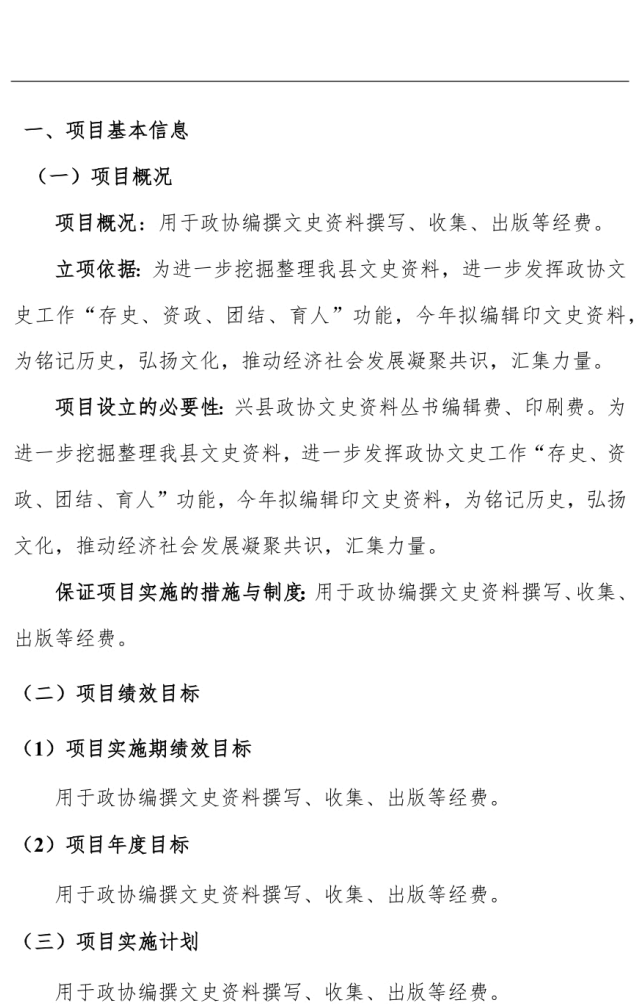 一、项目基本信息
（一）项目概况
项目概况：用于政协编撰文史资料撰写、收集、出版等经费。
立项依据：为进一步挖掘整理我县文史资料，进一步发挥政协文
史工作“存史、资政、团结、育人”功能，今年拟编辑印文史资料，
为铭记历史，弘扬文化，推动经济社会发展凝聚共识，汇集力量。
项目设立的必要性：兴县政协文史资料丛书编辑费、印刷费。为
进一步挖掘整理我县文史资料，进一步发挥政协文史工作“存史、资
政、团结、育人”功能，今年拟编辑印文史资料，为铭记历史，弘扬
文化，推动经济社会发展凝聚共识，汇集力量。
保证项目实施的措施与制度：用于政协编撰文史资料撰写、收集、
出版等经费。
（二）项目绩效目标
（1）项目实施期绩效目标
用于政协编撰文史资料撰写、收集、出版等经费。
（2）项目年度目标
用于政协编撰文史资料撰写、收集、出版等经费。
（三）项目实施计划
用于政协编撰文史资料撰写、收集、出版等经费。